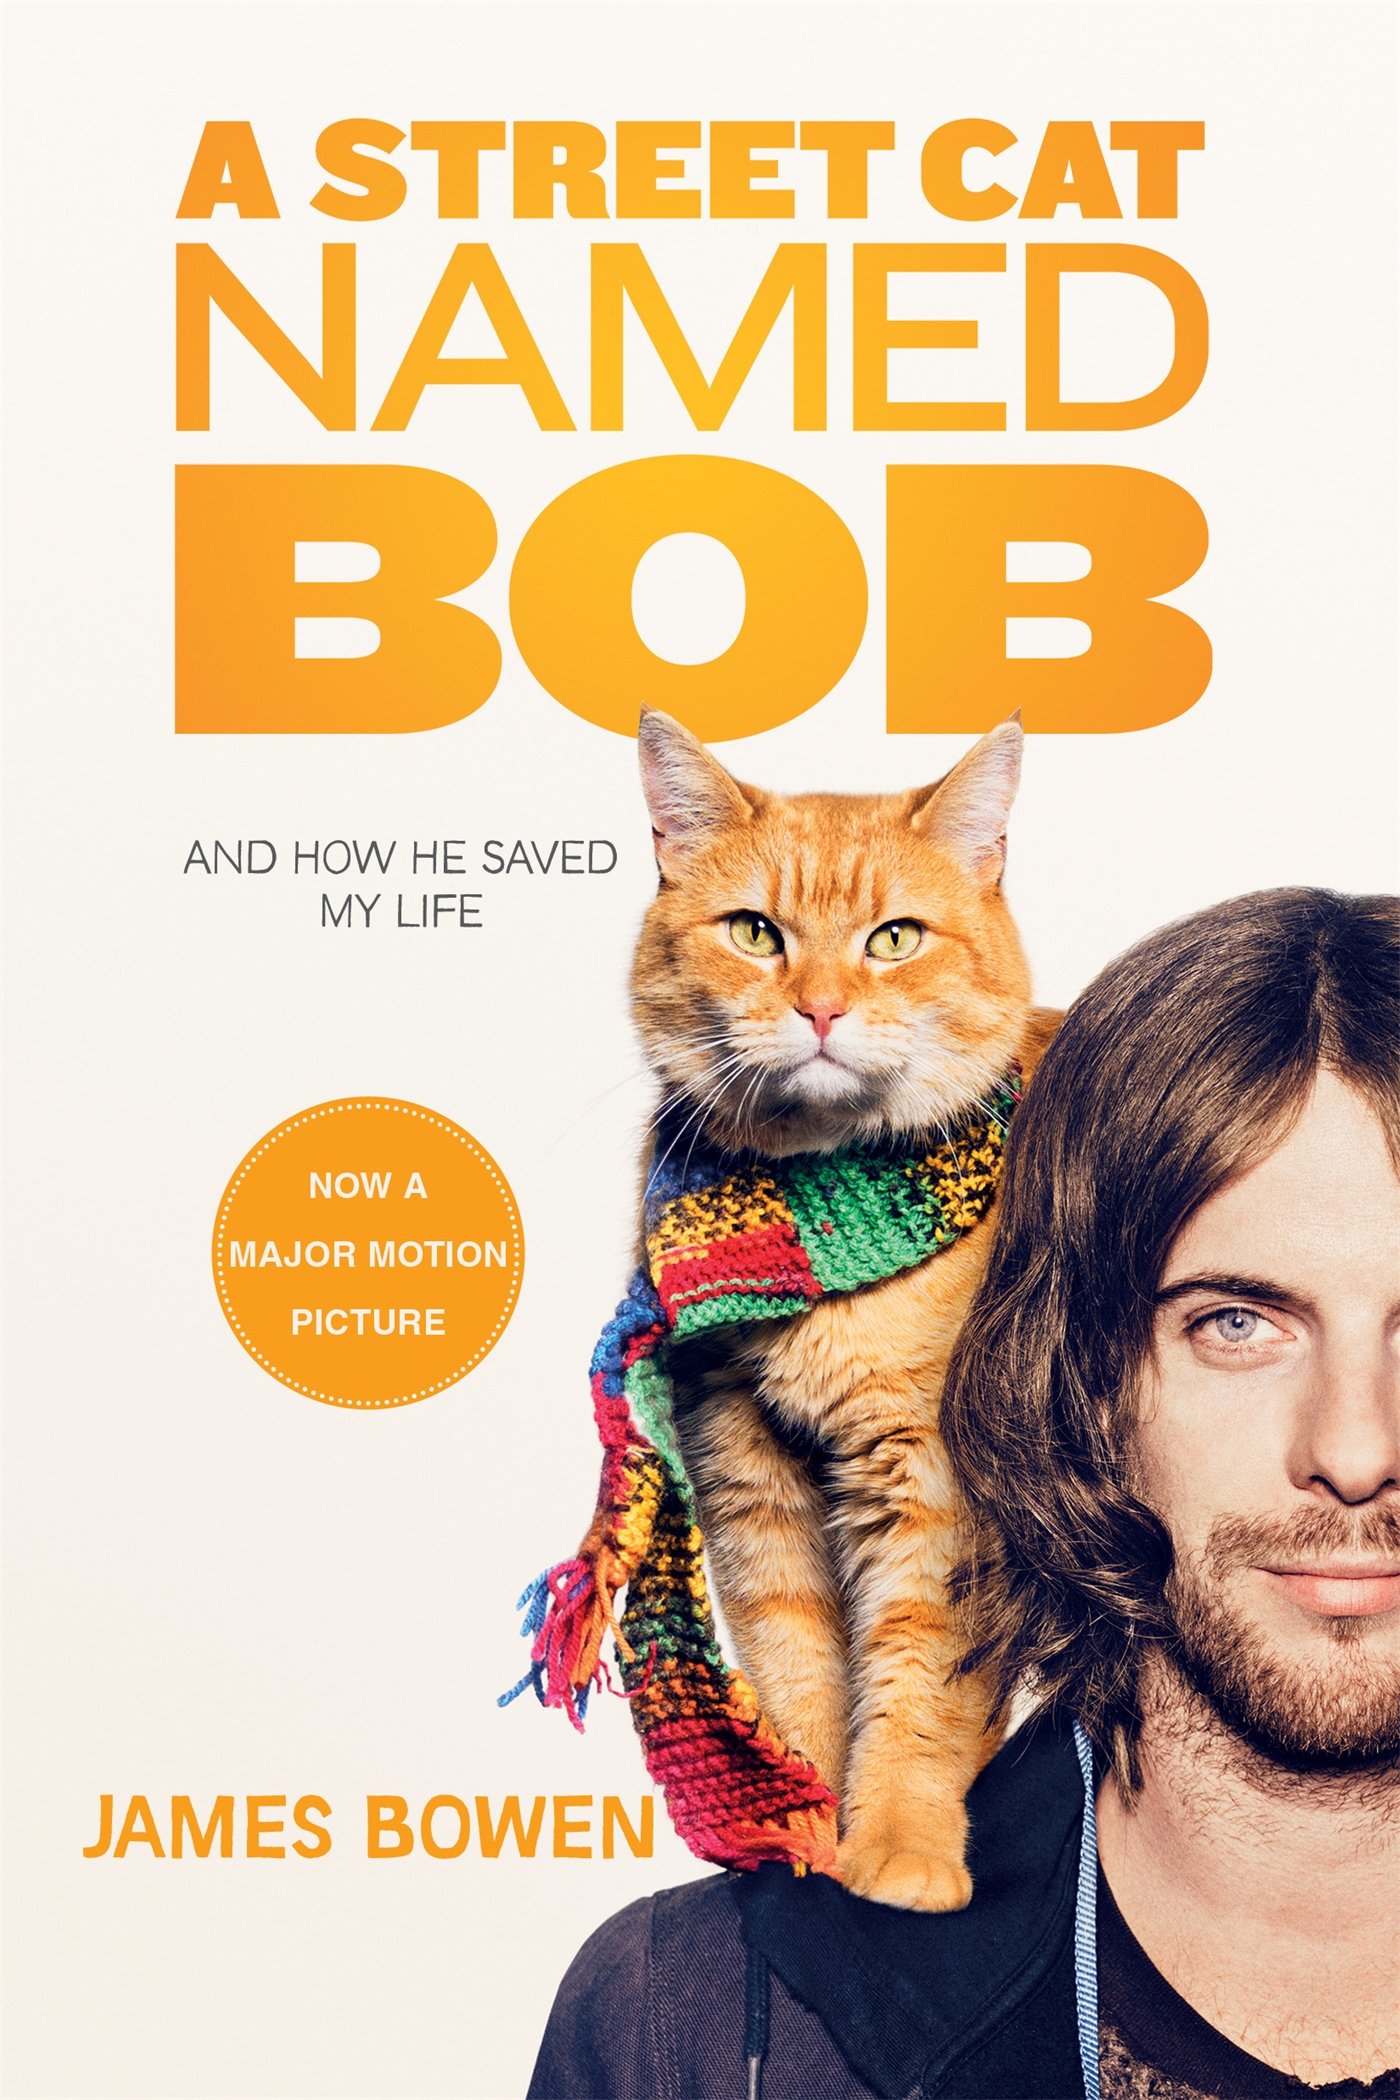 A STREET CAT
NAMED
BOB
AND HOW HE SAVED
MY LIFE
NOW A
MAJOR MOTION
PICTURE
JAMES BOWEN